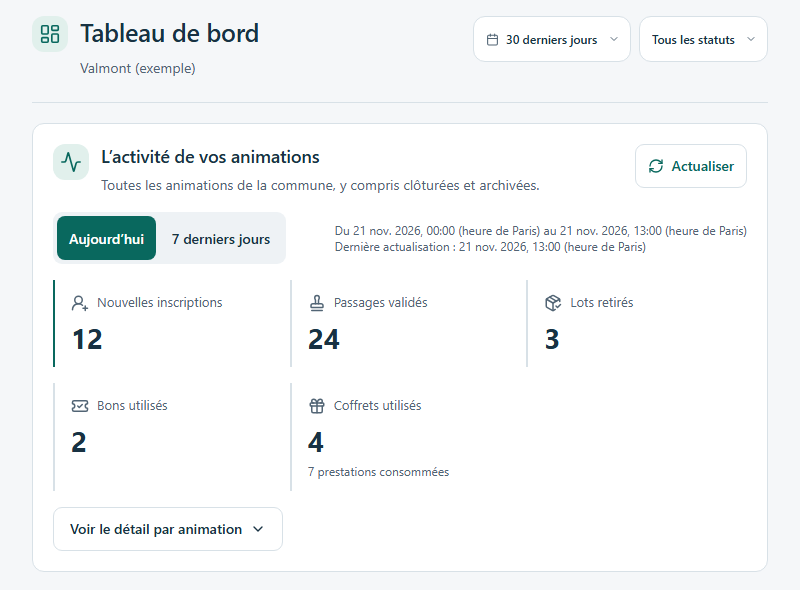 Tableau de bord
Valmont (exemple)
30 derniers jours
Tous les statuts
L’activité de vos animations
Toutes les animations de la commune, y compris clôturées et archivées.
Actualiser
Aujourd’hui
7 derniers jours
Du 21 nov. 2026, 00:00 (heure de Paris) au 21 nov. 2026, 13:00 (heure de Paris)
Dernière actualisation : 21 nov. 2026, 13:00 (heure de Paris)
Nouvelles inscriptions
12
Passages validés
24
Lots retirés
3
Bons utilisés
2
Coffrets utilisés
4
7 prestations consommées
Voir le détail par animation